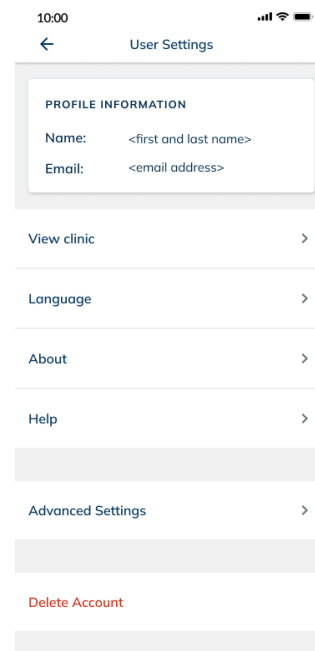 10:00
User Settings
PROFILE INFORMATION
Name: <first and last name>
Email: <email address>
View clinic
Language
About
Help
Advanced Settings
Delete Account